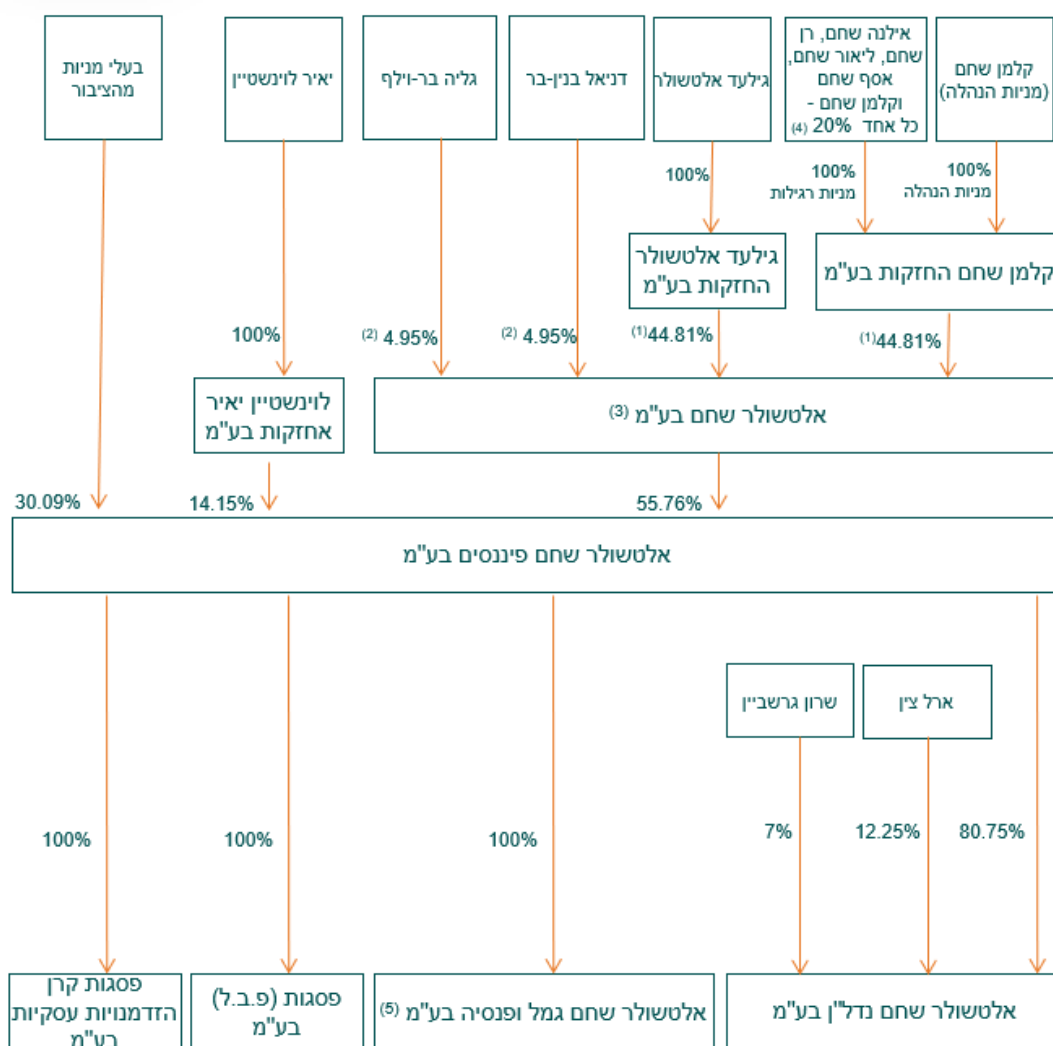 קלמן שחם
(מניות הנהלה)
אילנה שחם, רן
שחם, ליאור שחם,
אסף שחם
וקלמן שחם -
כל אחד 20% (4)
גילעד אלטשולר
דניאל בנין-בר
גליה בר-וילף
יאיר לוינשטיין
בעלי מניות
מהציבור
100%
מניות הנהלה
100%
מניות רגילות
100%
קלמן שחם החזקות בע"מ
גילעד אלטשולר
החזקות בע"מ
(1)44.81%
(1)44.81%
(2) 4.95%
(2) 4.95%
100%
אלטשולר שחם בע"מ (3)
לוינשטיין יאיר
אחזקות בע"מ
55.76%
14.15%
30.09%
אלטשולר שחם פיננסים בע"מ
ארל צין
שרון גרשביין
80.75%
12.25%
7%
100%
100%
100%
אלטשולר שחם נדל"ן בע"מ
אלטשולר שחם גמל ופנסיה בע"מ (5)
פסגות (פ.ב.ל)
בע"מ
פסגות קרן
הזדמנויות עסקיות
בע"מ